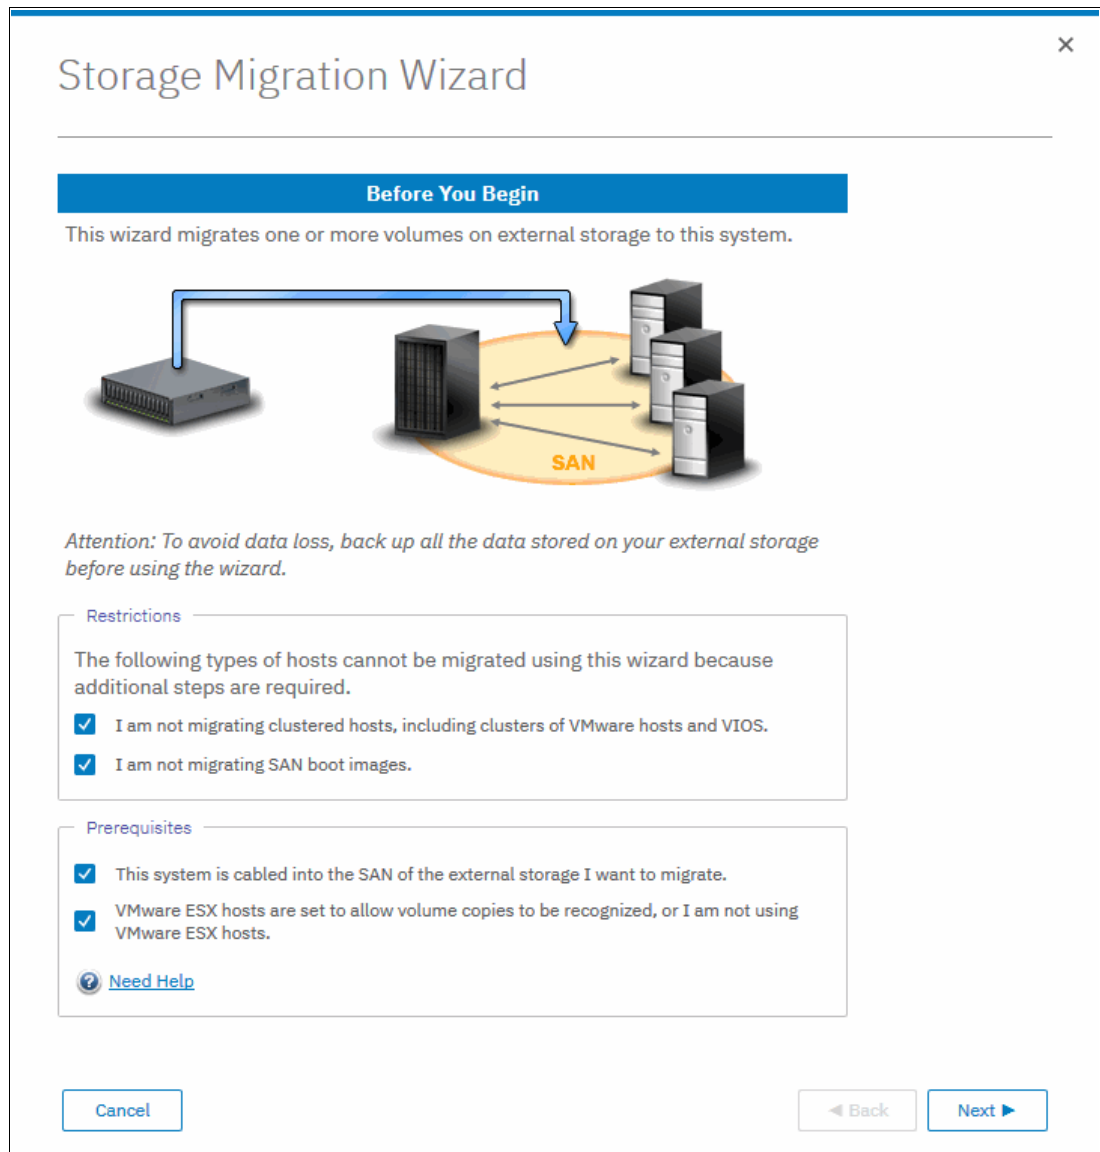 Storage Migration Wizard
Before You Begin
This wizard migrates one or more volumes on external storage to this system.
SAN
Attention: To avoid data loss, back up all the data stored on your external storage
before using the wizard.
Restrictions
The following types of hosts cannot be migrated using this wizard because
additional steps are required.
I am not migrating clustered hosts, including clusters of VMware hosts and VIOS.
I am not migrating SAN boot images.
Prerequisites
This system is cabled into the SAN of the external storage I want to migrate.
VMware ESX hosts are set to allow volume copies to be recognized, or I am not using
VMware ESX hosts.
Need Help
Cancel
Back
Next